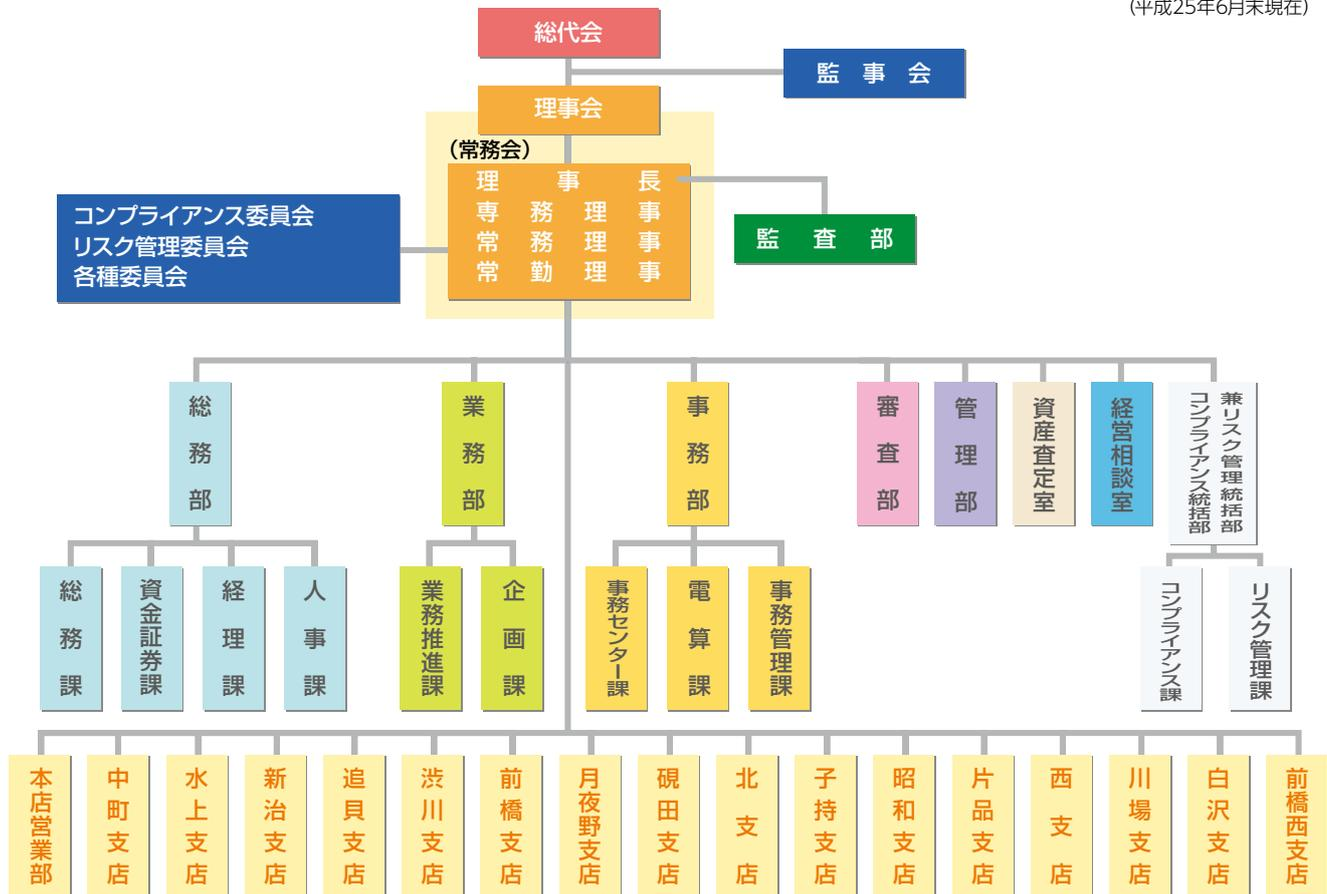 (平成25年6月末現在)
総代会
監事会
理事会
(常務会)
理事長
専務理事
常務理事
常勤理事
コンプライアンス委員会
リスク管理委員会
各種委員会
監査部
総務部
業務部
事務部
審査部
管理部
資産査定室
経営相談室
兼リスク管理統括部
コンプライアンス統括部
総務課
資金証券課
経理課
人事課
業務推進課
企画課
事務センター課
電算課
事務管理課
コンプライアンス課
リスク管理課
本店営業部
中町支店
水上支店
新治支店
追貝支店
渋川支店
前橋支店
月夜野支店
硯田支店
北支店
子持支店
昭和支店
片品支店
西支店
川場支店
白沢支店
前橋西支店